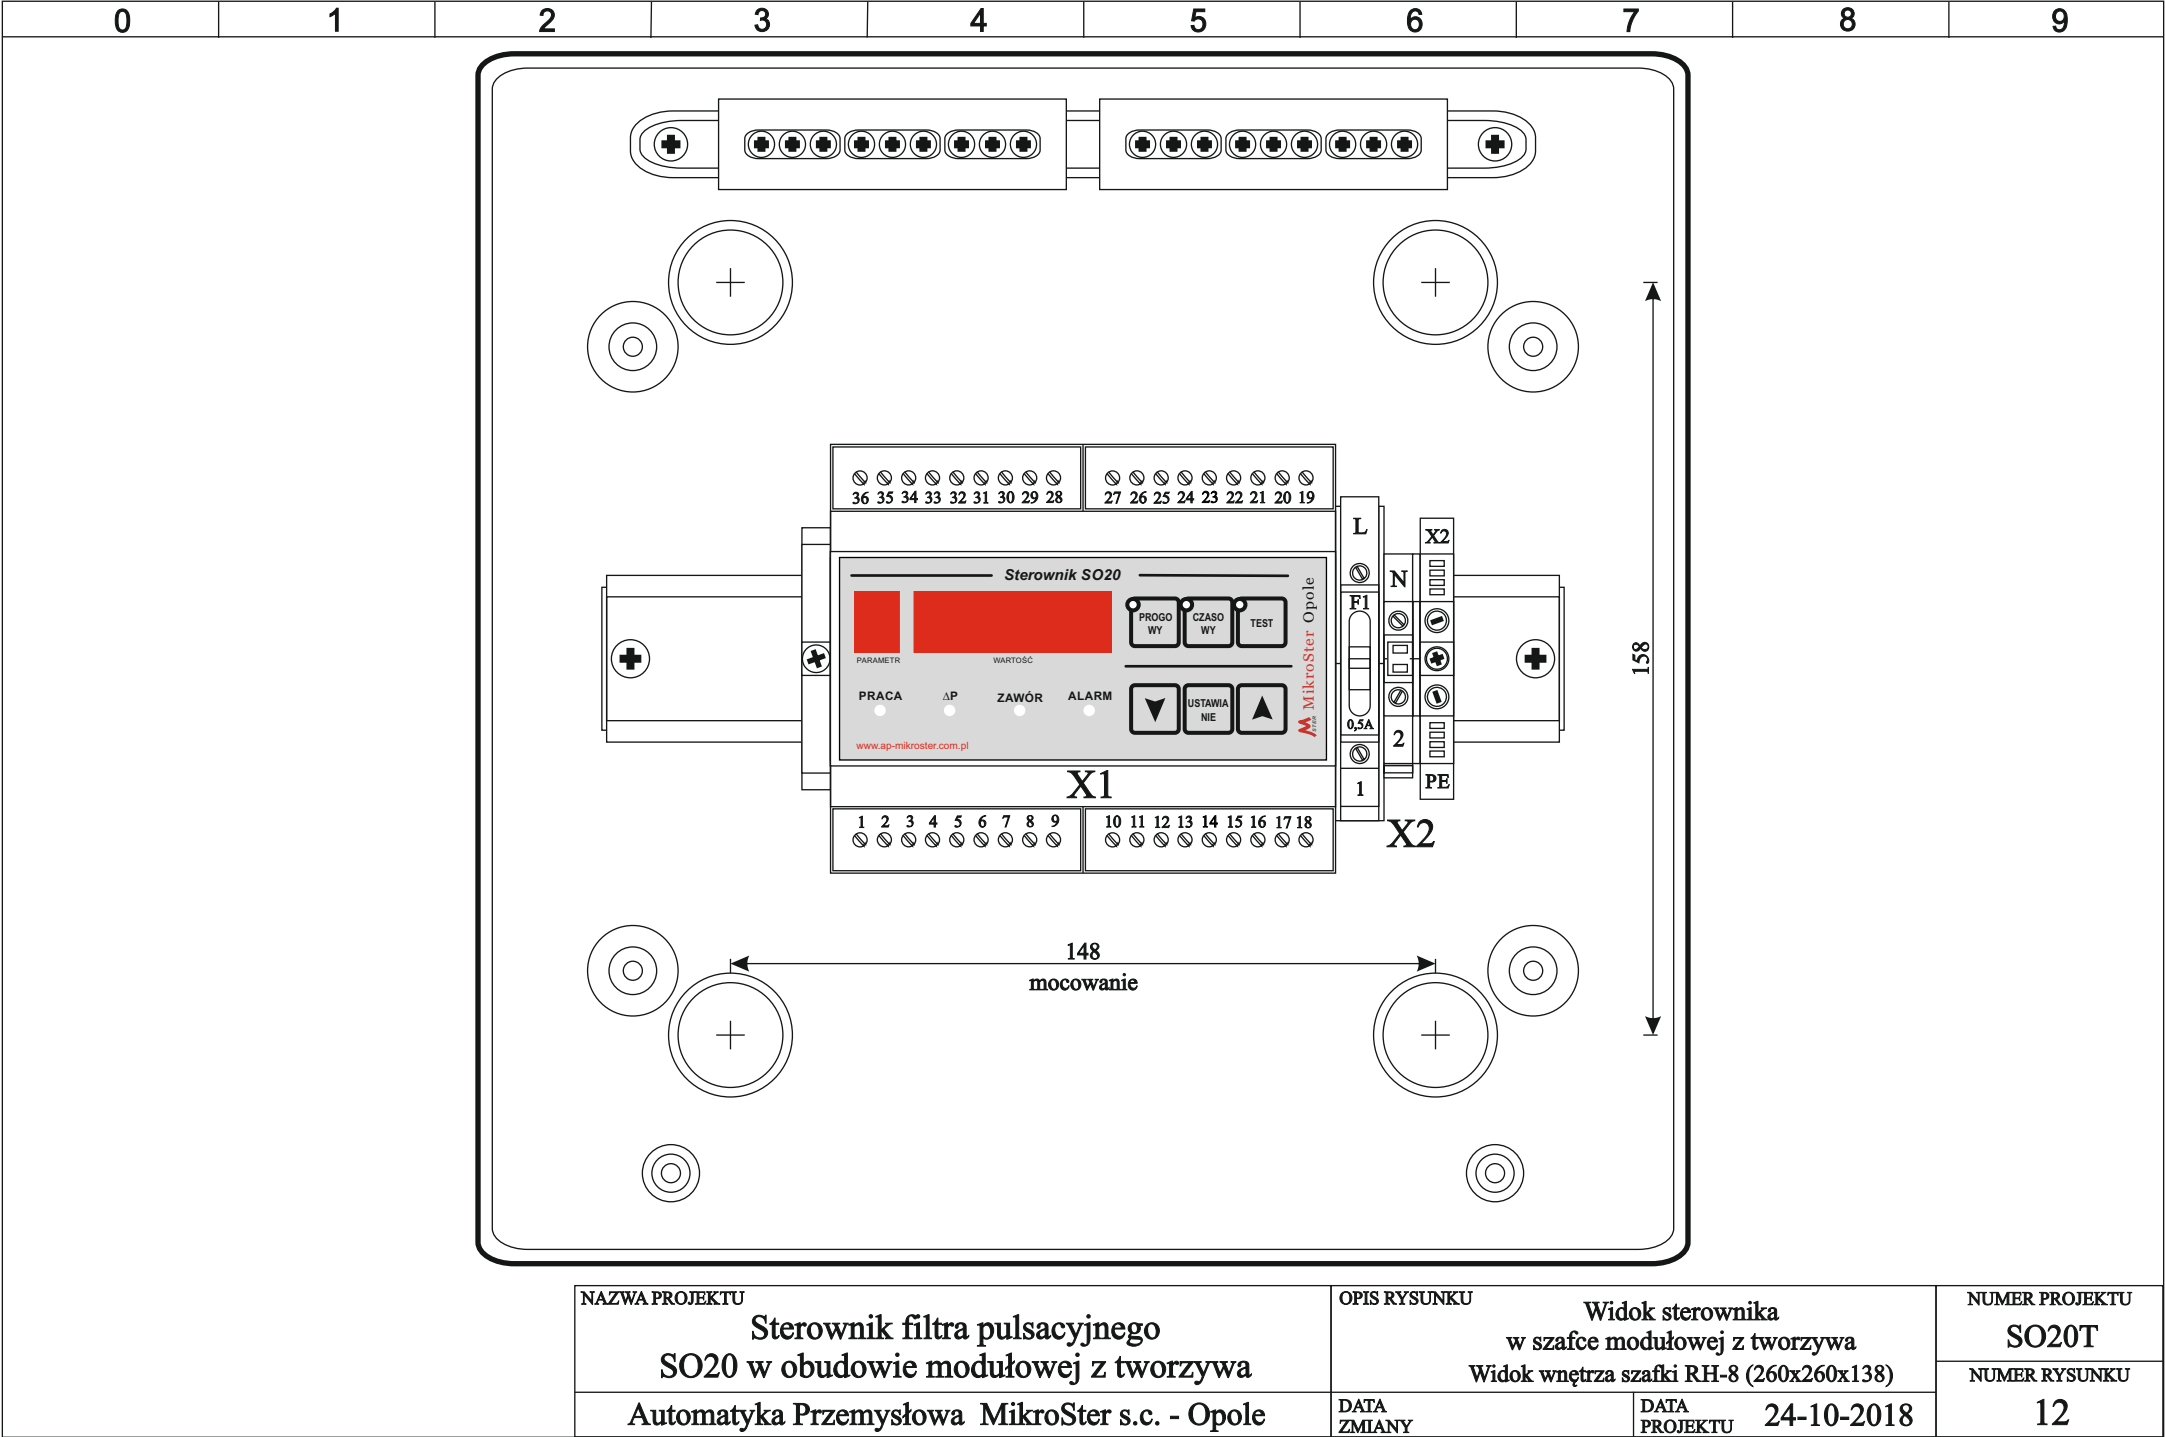 0 1 2 3 4 5 6 7 8 9
36 35 34 33 32 31 30 29 28
27 26 25 24 23 22 21 20 19
L
X2
N
F1
Sterownik SO20
PROGO
WY
CZASO
WY
TEST
PARAMETR
WARTOŚĆ
PRACA
ΔP
ZAWÓR
ALARM
USTAWIA
NIE
MikroSter Opole
STER
www.ap-mikroster.com.pl
0,5A
2
1
PE
X1
X2
1 2 3 4 5 6 7 8 9
10 11 12 13 14 15 16 17 18
158
148
mocowanie
NAZWA PROJEKTU
Sterownik filtra pulsacyjnego
SO20 w obudowie modułowej z tworzywa
Automatyka Przemysłowa MikroSter s.c. - Opole
OPIS RYSUNKU
Widok sterownika
w szafce modułowej z tworzywa
Widok wnętrza szafki RH-8 (260x260x138)
DATA
ZMIANY
DATA
PROJEKTU
24-10-2018
NUMER PROJEKTU
SO20T
NUMER RYSUNKU
12